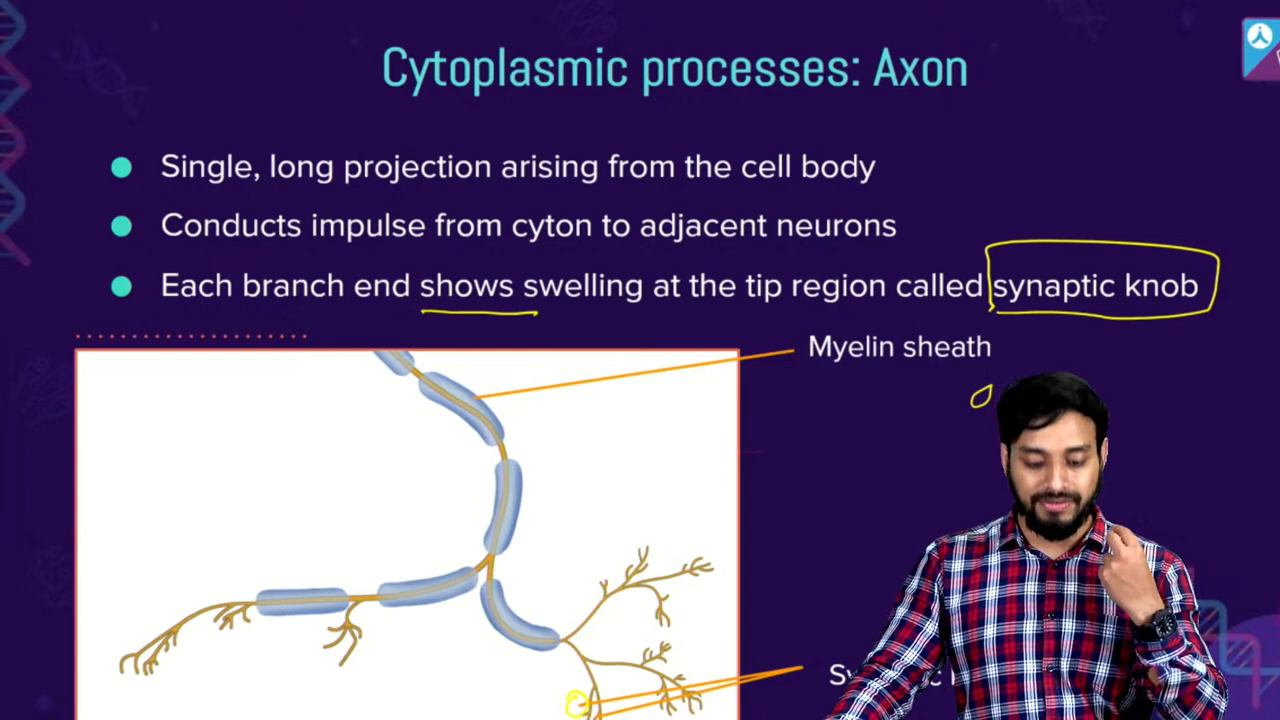 Cytoplasmic processes: Axon
Single, long projection arising from the cell body
Conducts impulse from cyton to adjacent neurons
Each branch end shows swelling at the tip region called synaptic knob
Myelin sheath